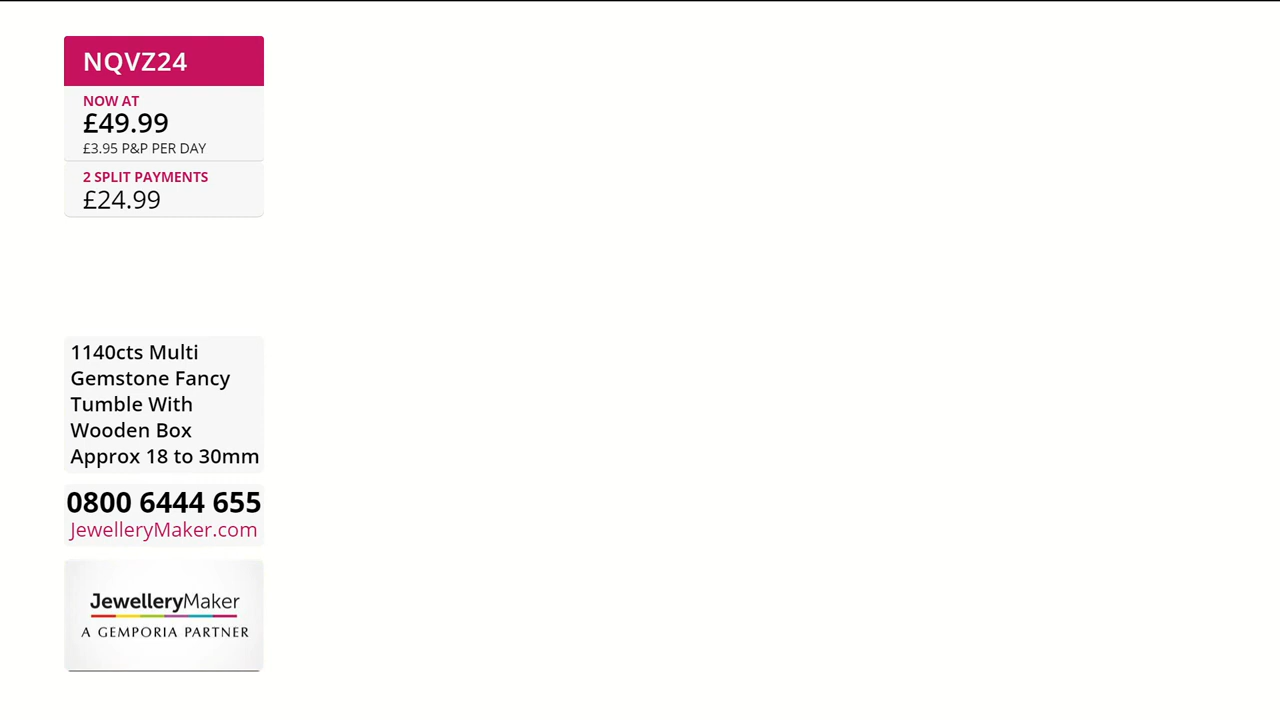 NQVZ24
NOW AT
£49.99
£3.95 P&P PER DAY
2 SPLIT PAYMENTS
£24.99
1140cts Multi
Gemstone Fancy
Tumble With
Wooden Box
Approx 18 to 30mm
0800 6444 655
JewelleryMaker.com
JewelleryMaker
A GEMPORIA PARTNER